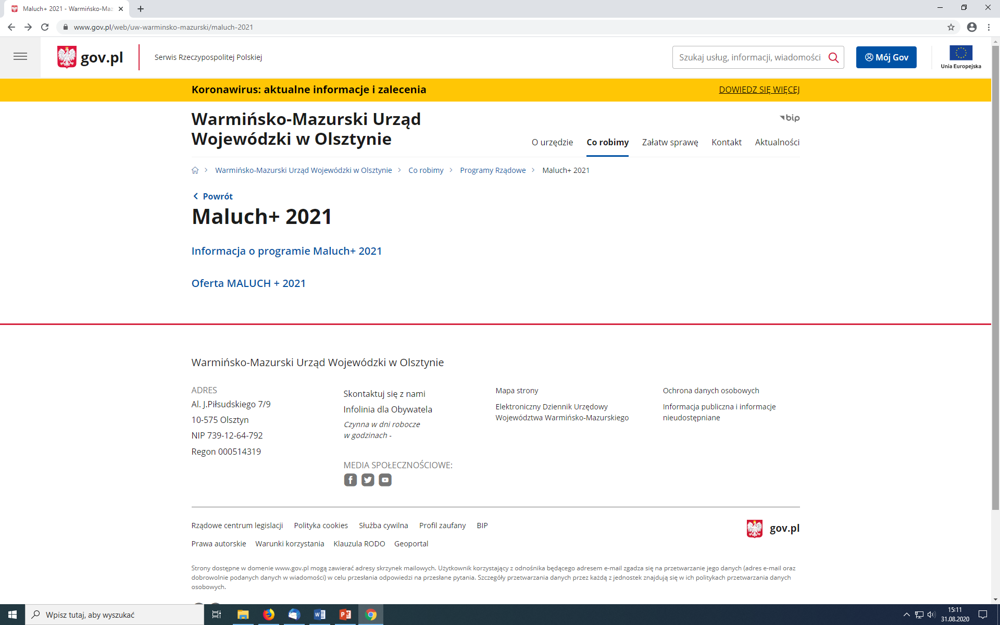 Maluch+ 2021 - Warmińsko-Maz
www.gov.pl/web/uw-warminsko-mazurski/maluch-2021
gov.pl
Serwis Rzeczypospolitej Polskiej
Szukaj usług, informacji, wiadomości
Mój Gov
Unia Europejska
Koronawirus: aktualne informacje i zalecenia
DOWIEDZ SIĘ WIĘCEJ
Warmińsko-Mazurski Urząd
Wojewódzki w Olsztynie
bip
O urzędzie Co robimy Załatw sprawę Kontakt Aktualności
Warmińsko-Mazurski Urząd Wojewódzki w Olsztynie > Co robimy > Programy Rządowe > Maluch+ 2021
Powrót
Maluch+ 2021
Informacja o programie Maluch+ 2021
Oferta MALUCH + 2021
Warmińsko-Mazurski Urząd Wojewódzki w Olsztynie
ADRES
Al. J.Piłsudskiego 7/9
10-575 Olsztyn
NIP 739-12-64-792
Regon 000514319
Skontaktuj się z nami
Infolinia dla Obywatela
Czynna w dni robocze
w godzinach -
MEDIA SPOŁECZNOŚCIOWE:
Mapa strony
Elektroniczny Dziennik Urzędowy
Województwa Warmińsko-Mazurskiego
Ochrona danych osobowych
Informacja publiczna i informacje
nieudostępniane
Rządowe centrum legislacji Polityka cookies Służba cywilna Profil zaufany BIP
Prawa autorskie Warunki korzystania Klauzula RODO Geoportal
gov.pl
Strony dostępne w domenie www.gov.pl mogą zawierać adresy skrzynek mailowych. Użytkownik korzystający z odnośnika będącego adresem e-mail zgadza się na przetwarzanie jego danych (adres e-mail oraz
dobrowolnie podanych danych w wiadomości) w celu przesłania odpowiedzi na przesłane pytania. Szczegóły przetwarzania danych przez każdą z jednostek znajdują się w ich politykach przetwarzania danych
osobowych.
Wpisz tutaj, aby wyszukać
15:11
31.08.2020